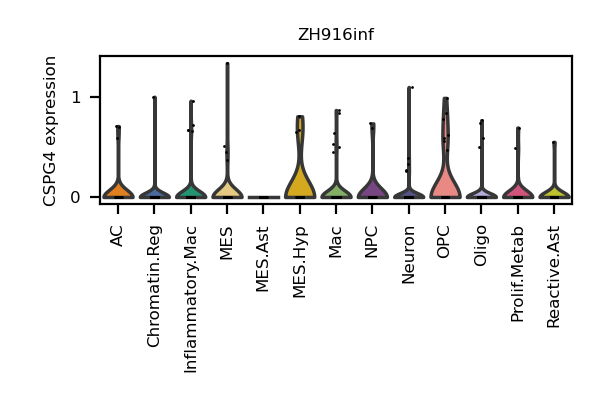 ZH916inf
CSPG4 expression
1
0
AC
Chromatin.Reg
Inflammatory.Mac
MES
MES.Ast
MES.Hyp
Mac
NPC
Neuron
OPC
Oligo
Prolif.Metab
Reactive.Ast